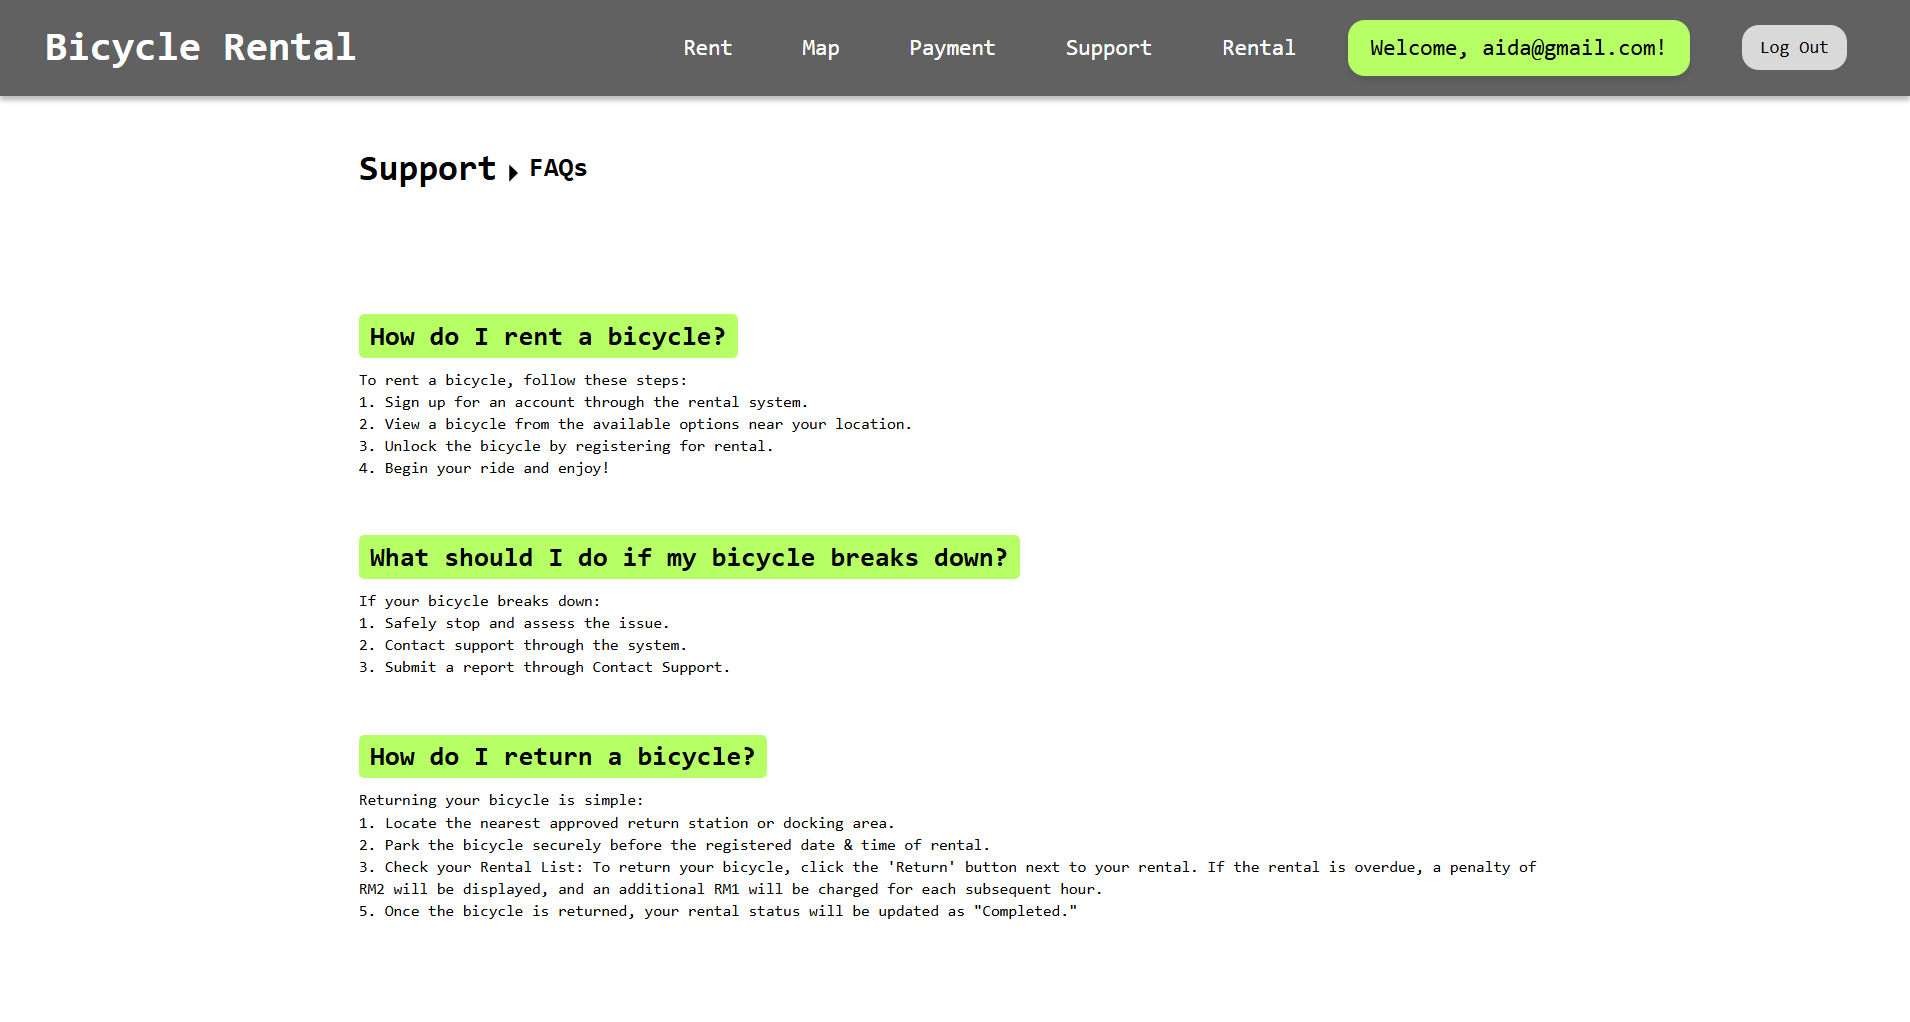 Bicycle Rental
Rent
Map
Payment
Support
Rental
Welcome, aida@gmail.com!
Log Out
Support
FAQs
How do I rent a bicycle?
To rent a bicycle, follow these steps:
1. Sign up for an account through the rental system.
2. View a bicycle from the available options near your location.
3. Unlock the bicycle by registering for rental.
4. Begin your ride and enjoy!
What should I do if my bicycle breaks down?
If your bicycle breaks down:
1. Safely stop and assess the issue.
2. Contact support through the system.
3. Submit a report through Contact Support.
How do I return a bicycle?
Returning your bicycle is simple:
1. Locate the nearest approved return station or docking area.
2. Park the bicycle securely before the registered date & time of rental.
3. Check your Rental List: To return your bicycle, click the 'Return' button next to your rental. If the rental is overdue, a penalty of
RM2 will be displayed, and an additional RM1 will be charged for each subsequent hour.
5. Once the bicycle is returned, your rental status will be updated as "Completed."